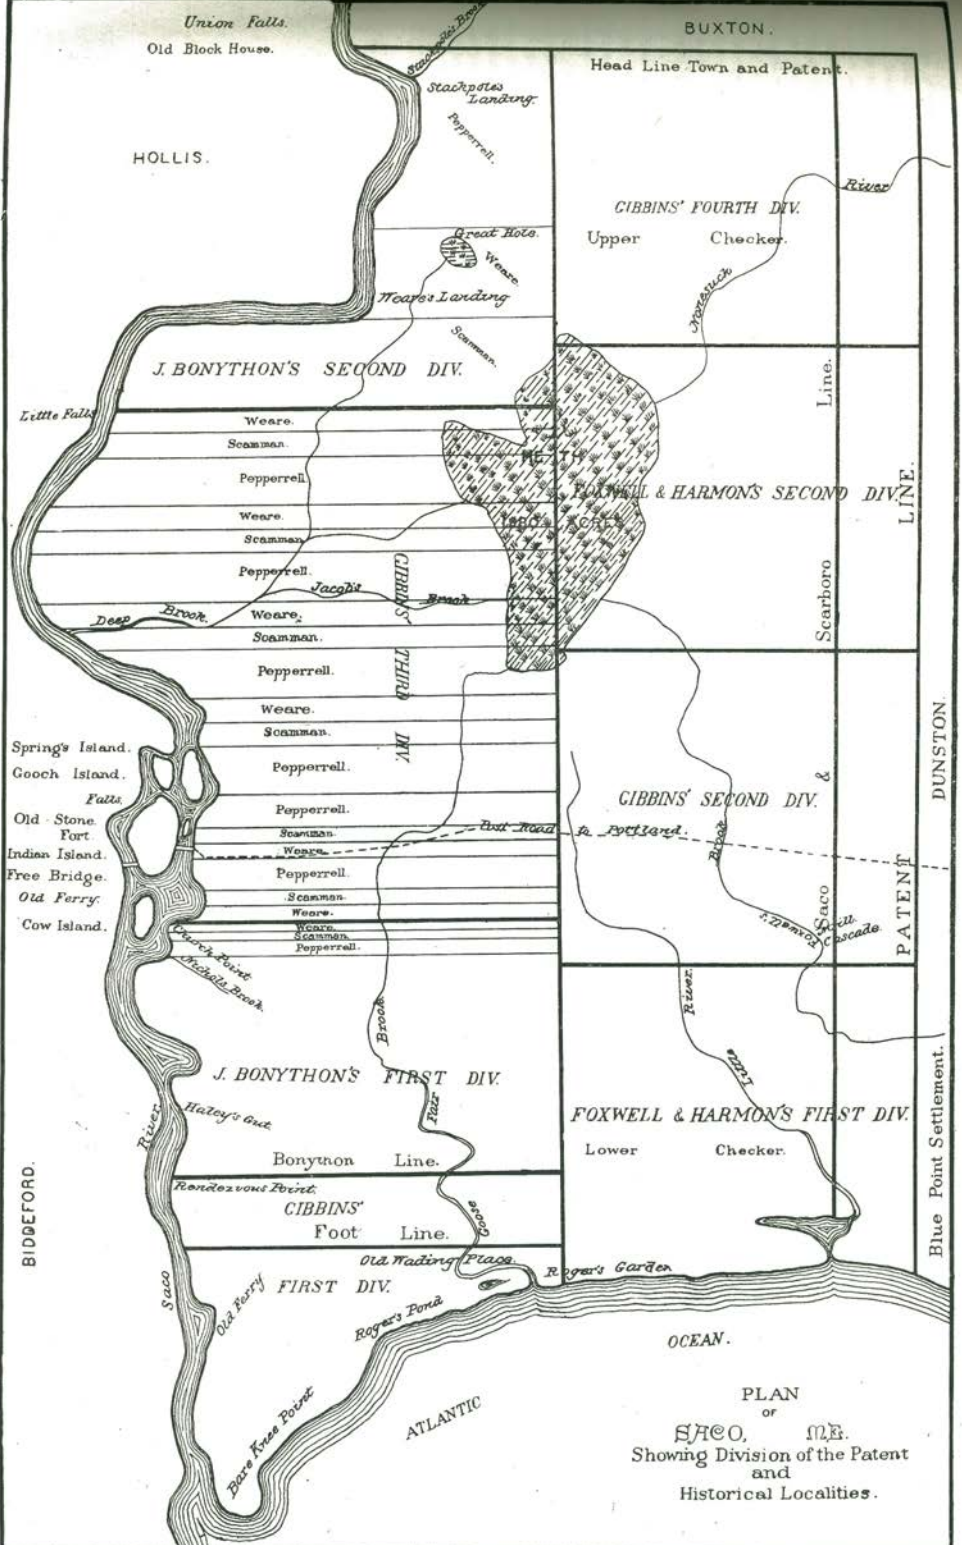 Union Falls.
Old Block House.
Stackpole's Brook
BUXTON.
Head Line Town and Patent.
Stackpoles
Landing.
Pepperrell.
HOLLIS.
River
GIBBINS' FOURTH DIV.
Upper Checker.
Great Hole.
Weare.
Nonesuch
Weare's Landing
Scamman.
J. BONYTHON'S SECOND DIV.
Line.
Little Falls
Weare.
Scamman.
HEATH
Pepperrell
FOXWELL & HARMON'S SECOND DIV.
LINE.
Weare.
ACRES
Scamman.
Pepperrell.
GIBBINS'
Jacob's Brook
Scarboro
Deep Brook.
Weare.
Scamman.
Pepperrell.
THIRD
Weare.
DUNSTON.
Scamman.
DIV.
Spring's Island.
Gooch Island.
Pepperrell.
&
Falls.
GIBBINS' SECOND DIV.
Pepperrell.
Old Stone
Fort.
Scamman.
Post Road to Portland.
Brook
Indian Island.
Weare.
Free Bridge.
Pepperrell.
PATENT
Old Ferry.
Scamman.
Saco
Weare.
Foxwell's
Skill.
Cascade.
Cow Island.
Weare.
Scamman.
Pepperrell.
Church Point
Nichols Brook.
River.
Brook
Little
J. BONYTHON'S FIRST DIV.
Fair
FOXWELL & HARMON'S FIRST DIV.
Haley's Gut
River
Lower Checker.
Bonython Line.
Blue Point Settlement.
BIDDEFORD.
Rendezvous Point.
GIBBINS'
Foot Line.
Goose
Old Wading Place.
Roger's Garden
FIRST DIV.
Saco
Old Ferry
Roger's Pond
OCEAN.
ATLANTIC
Bare Knee Point
PLAN
OF
SACO, ME.
Showing Division of the Patent
and
Historical Localities.